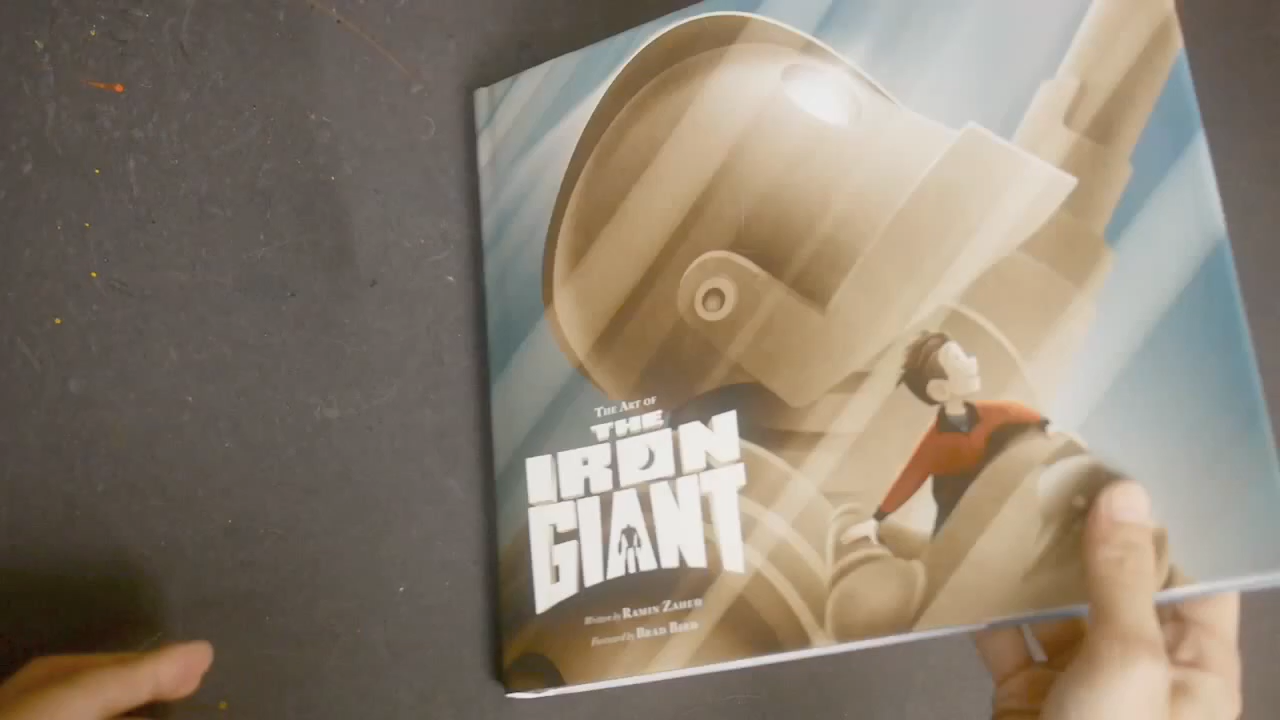 THE ART OF
THE
IRON
GIANT
Written by RAMIN ZAHED
Foreword by BRAD BIRD